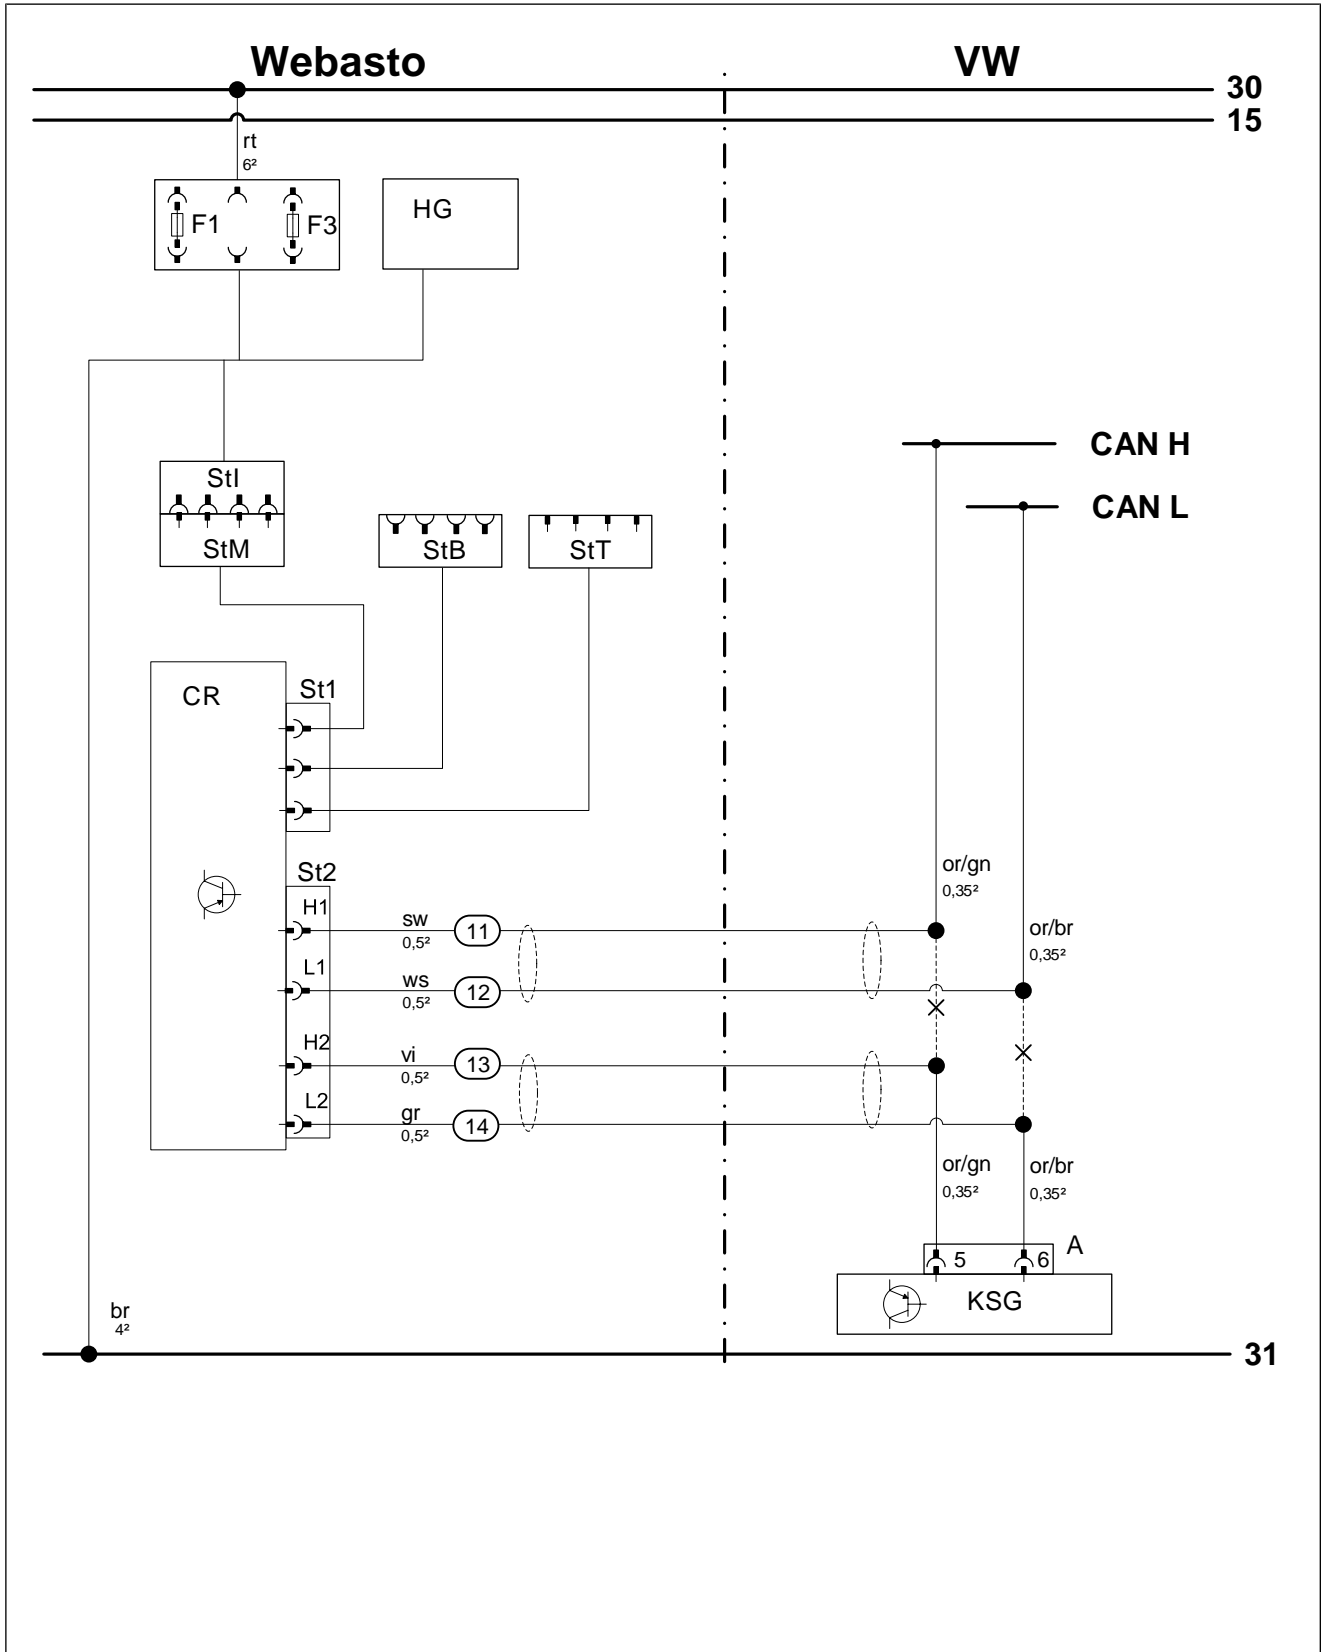 Webasto
VW
30
15
rt
6²
F1
F3
HG
CAN H
CAN L
StI
StM
StB
StT
CR
St1
St2
H1
sw
0,5²
11
L1
ws
0,5²
12
H2
vi
0,5²
13
L2
gr
0,5²
14
or/gn
0,35²
or/br
0,35²
or/gn
0,35²
or/br
0,35²
A
5
6
KSG
br
4²
31